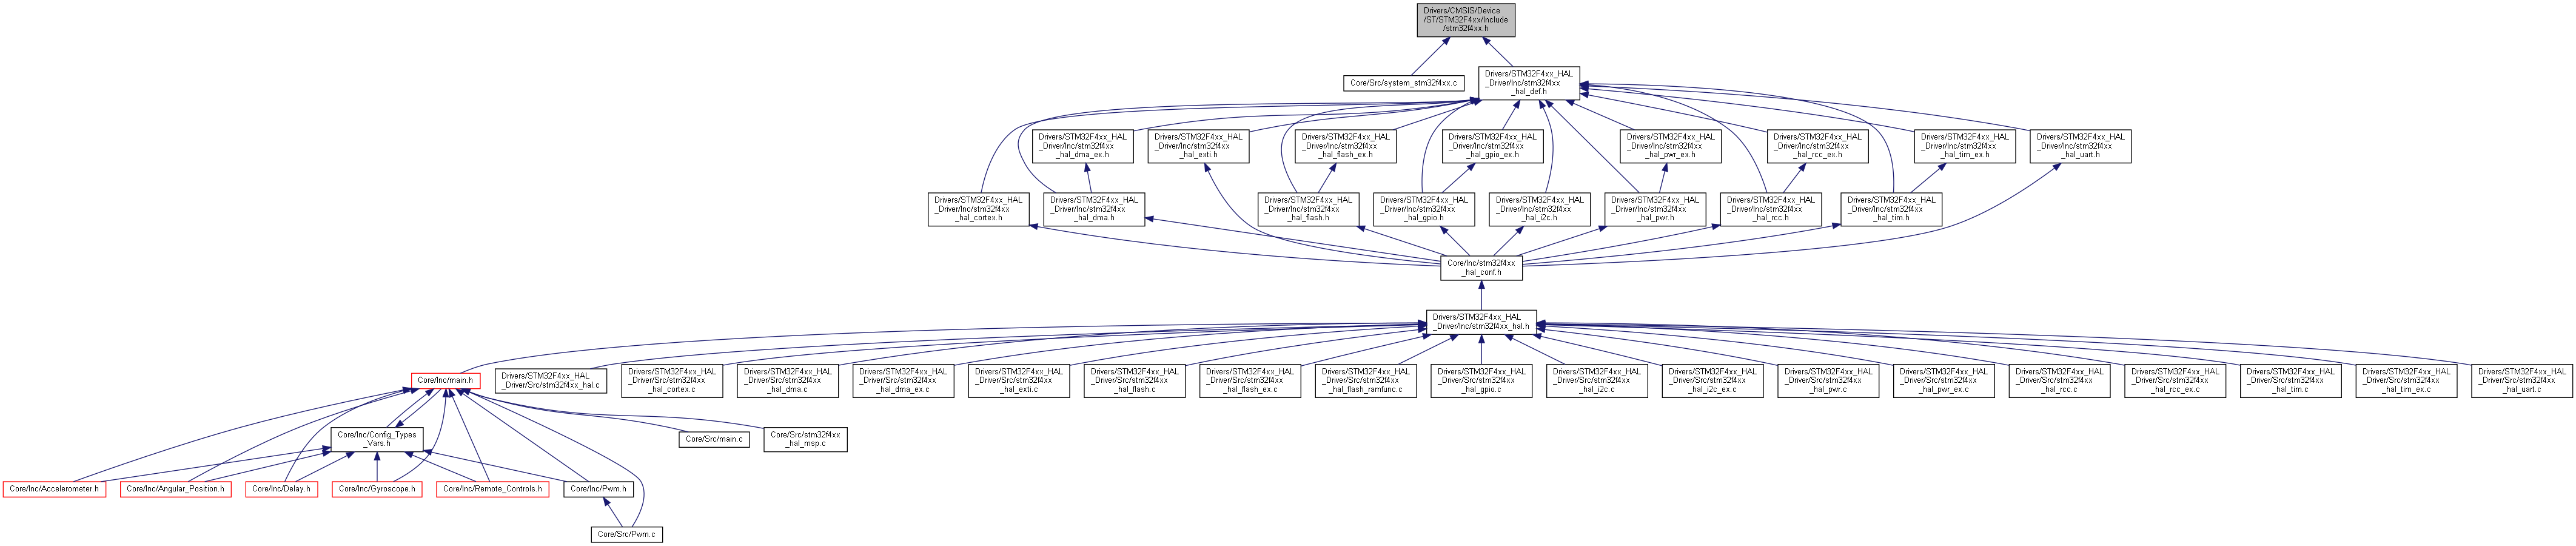 Drivers/CMSIS/Device
/ST/STM32F4xx/Include
/stm32f4xx.h
Core/Src/system_stm32f4xx.c
Drivers/STM32F4xx_HAL
_Driver/Inc/stm32f4xx
_hal_def.h
Drivers/STM32F4xx_HAL
_Driver/Inc/stm32f4xx
_hal_dma_ex.h
Drivers/STM32F4xx_HAL
_Driver/Inc/stm32f4xx
_hal_exti.h
Drivers/STM32F4xx_HAL
_Driver/Inc/stm32f4xx
_hal_flash_ex.h
Drivers/STM32F4xx_HAL
_Driver/Inc/stm32f4xx
_hal_gpio_ex.h
Drivers/STM32F4xx_HAL
_Driver/Inc/stm32f4xx
_hal_pwr_ex.h
Drivers/STM32F4xx_HAL
_Driver/Inc/stm32f4xx
_hal_rcc_ex.h
Drivers/STM32F4xx_HAL
_Driver/Inc/stm32f4xx
_hal_tim_ex.h
Drivers/STM32F4xx_HAL
_Driver/Inc/stm32f4xx
_hal_uart.h
Drivers/STM32F4xx_HAL
_Driver/Inc/stm32f4xx
_hal_cortex.h
Drivers/STM32F4xx_HAL
_Driver/Inc/stm32f4xx
_hal_dma.h
Drivers/STM32F4xx_HAL
_Driver/Inc/stm32f4xx
_hal_flash.h
Drivers/STM32F4xx_HAL
_Driver/Inc/stm32f4xx
_hal_gpio.h
Drivers/STM32F4xx_HAL
_Driver/Inc/stm32f4xx
_hal_i2c.h
Drivers/STM32F4xx_HAL
_Driver/Inc/stm32f4xx
_hal_pwr.h
Drivers/STM32F4xx_HAL
_Driver/Inc/stm32f4xx
_hal_rcc.h
Drivers/STM32F4xx_HAL
_Driver/Inc/stm32f4xx
_hal_tim.h
Core/Inc/stm32f4xx
_hal_conf.h
Drivers/STM32F4xx_HAL
_Driver/Inc/stm32f4xx_hal.h
Core/Inc/main.h
Drivers/STM32F4xx_HAL
_Driver/Src/stm32f4xx_hal.c
Drivers/STM32F4xx_HAL
_Driver/Src/stm32f4xx
_hal_cortex.c
Drivers/STM32F4xx_HAL
_Driver/Src/stm32f4xx
_hal_dma.c
Drivers/STM32F4xx_HAL
_Driver/Src/stm32f4xx
_hal_dma_ex.c
Drivers/STM32F4xx_HAL
_Driver/Src/stm32f4xx
_hal_exti.c
Drivers/STM32F4xx_HAL
_Driver/Src/stm32f4xx
_hal_flash.c
Drivers/STM32F4xx_HAL
_Driver/Src/stm32f4xx
_hal_flash_ex.c
Drivers/STM32F4xx_HAL
_Driver/Src/stm32f4xx
_hal_flash_ramfunc.c
Drivers/STM32F4xx_HAL
_Driver/Src/stm32f4xx
_hal_gpio.c
Drivers/STM32F4xx_HAL
_Driver/Src/stm32f4xx
_hal_i2c.c
Drivers/STM32F4xx_HAL
_Driver/Src/stm32f4xx
_hal_i2c_ex.c
Drivers/STM32F4xx_HAL
_Driver/Src/stm32f4xx
_hal_pwr.c
Drivers/STM32F4xx_HAL
_Driver/Src/stm32f4xx
_hal_pwr_ex.c
Drivers/STM32F4xx_HAL
_Driver/Src/stm32f4xx
_hal_rcc.c
Drivers/STM32F4xx_HAL
_Driver/Src/stm32f4xx
_hal_rcc_ex.c
Drivers/STM32F4xx_HAL
_Driver/Src/stm32f4xx
_hal_tim.c
Drivers/STM32F4xx_HAL
_Driver/Src/stm32f4xx
_hal_tim_ex.c
Drivers/STM32F4xx_HAL
_Driver/Src/stm32f4xx
_hal_uart.c
Core/Inc/Config_Types
_Vars.h
Core/Src/main.c
Core/Src/stm32f4xx
_hal_msp.c
Core/Inc/Accelerometer.h
Core/Inc/Angular_Position.h
Core/Inc/Delay.h
Core/Inc/Gyroscope.h
Core/Inc/Remote_Controls.h
Core/Inc/Pwm.h
Core/Src/Pwm.c